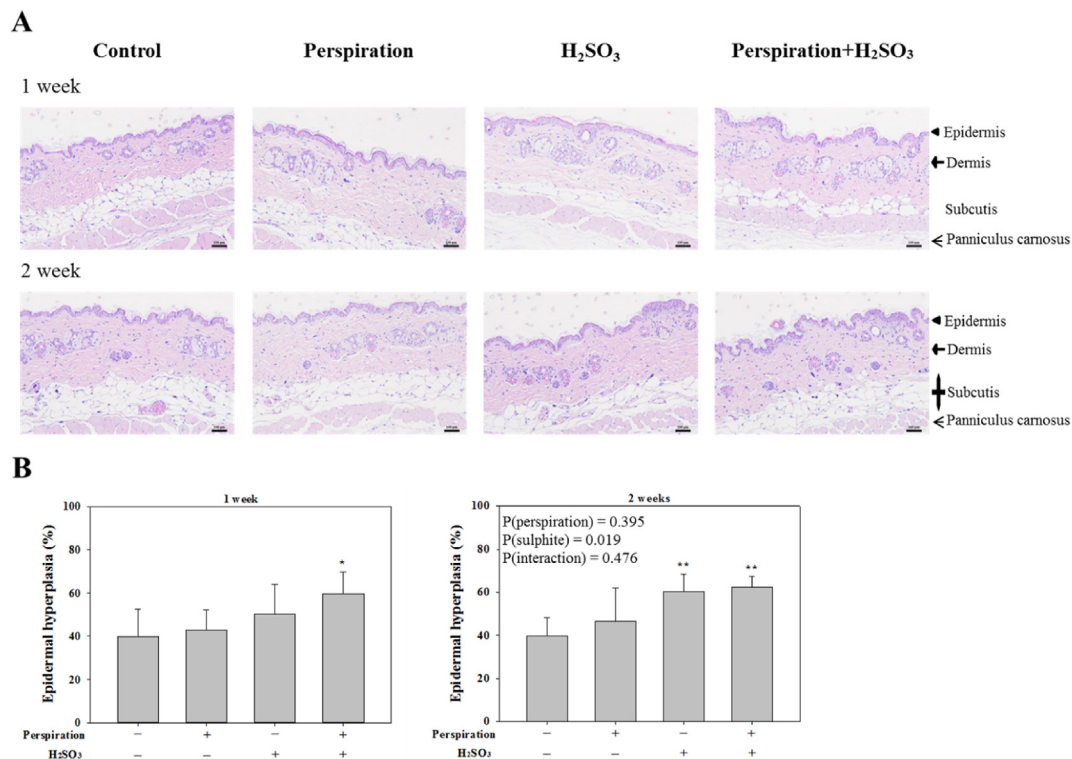 A
Control Perspiration H₂SO₃ Perspiration+H₂SO₃
1 week
Epidermis
Dermis
Subcutis
Panniculus carnosus
2 week
Epidermis
Dermis
Subcutis
Panniculus carnosus
B
1 week
Epidermal hyperplasia (%)
100
80
60
40
20
0
*
Perspiration − + − +
H₂SO₃ − − + +
2 weeks
Epidermal hyperplasia (%)
100
80
60
40
20
0
P(perspiration) = 0.395
P(sulphite) = 0.019
P(interaction) = 0.476
** **
Perspiration − + − +
H₂SO₃ − − + +